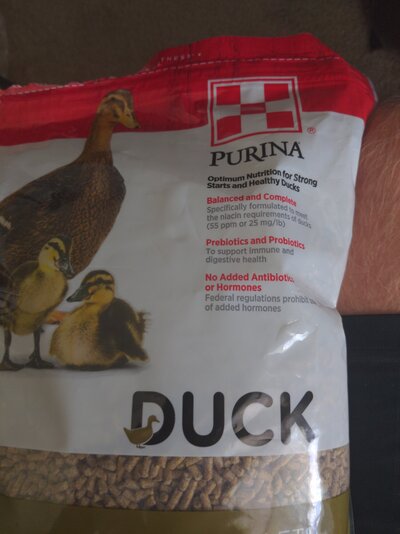 PURINA
Optimum Nutrition for Strong
Starts and Healthy Ducks
Balanced and Complete
Specifically formulated to meet
the niacin requirements of ducks
(55 ppm or 25 mg/lb)
Prebiotics and Probiotics
To support immune and
digestive health
No Added Antibiotics
or Hormones
Federal regulations prohibit
of added hormones
DUCK